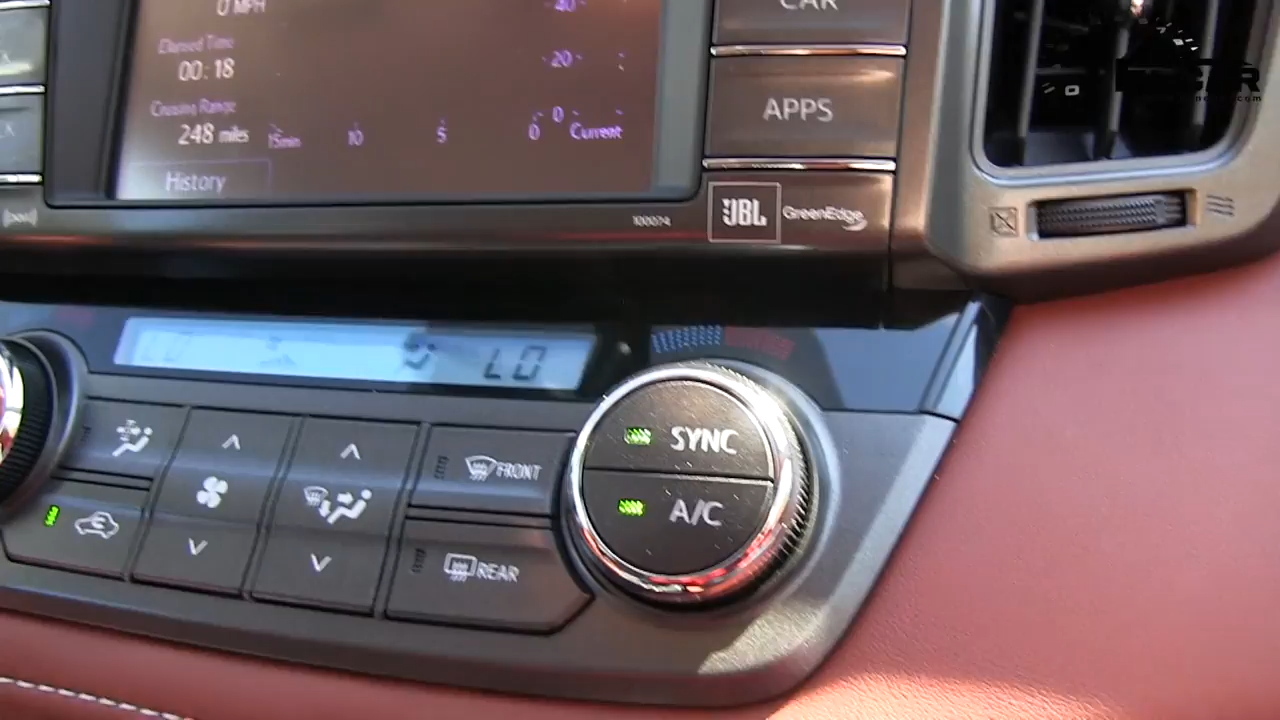 0 MPH
40
CAR
Elapsed Time
00:18
20
APPS
Cruising Range
248 miles
15min 10 5 0 0 Current
History
100074
JBL GreenEdge
LO LO
SYNC
A/C
FRONT
REAR